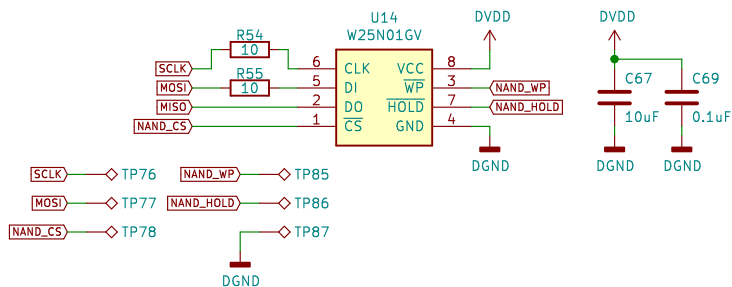 U14
W25N01GV
DVDD
DVDD
R54
10
R55
10
SCLK
MOSI
MISO
NAND_CS
6
5
2
1
CLK
DI
DO
CS
VCC
WP
HOLD
GND
8
3
7
4
NAND_WP
NAND_HOLD
DGND
C67
10uF
C69
0.1uF
DGND
DGND
SCLK
TP76
MOSI
TP77
NAND_CS
TP78
NAND_WP
TP85
NAND_HOLD
TP86
TP87
DGND